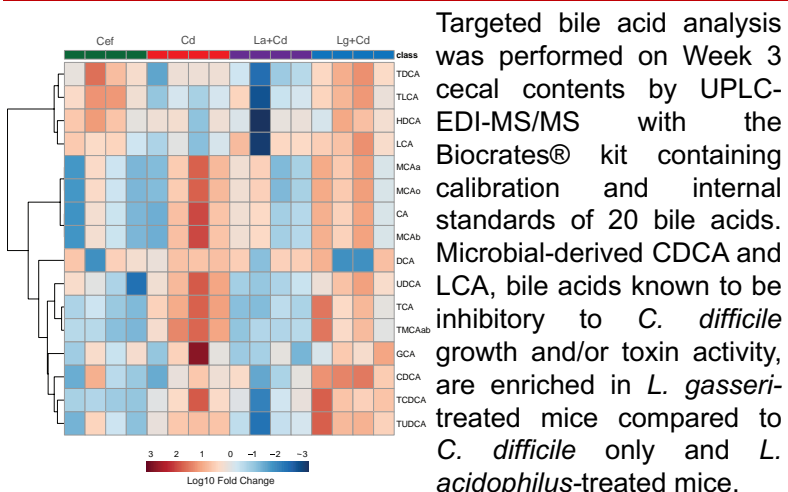 Cef Cd La+Cd Lg+Cd
class
TDCA
TLCA
HDCA
LCA
MCAa
MCAo
CA
MCAb
DCA
UDCA
TCA
TMCAab
GCA
CDCA
TCDCA
TUDCA
3 2 1 0 −1 −2 −3
Log10 Fold Change
Targeted bile acid analysis
was performed on Week 3
cecal contents by UPLC-
EDI-MS/MS with the
Biocrates® kit containing
calibration and internal
standards of 20 bile acids.
Microbial-derived CDCA and
LCA, bile acids known to be
inhibitory to C. difficile
growth and/or toxin activity,
are enriched in L. gasseri-
treated mice compared to
C. difficile only and L.
acidophilus-treated mice.